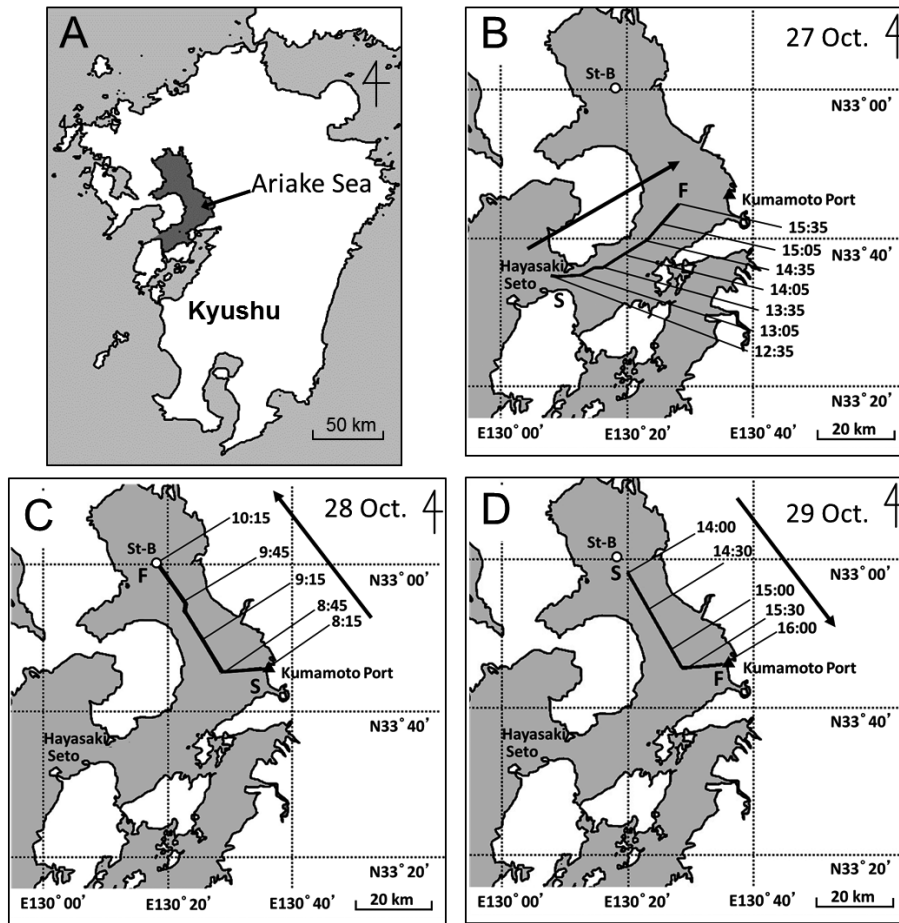 A
Ariake Sea
Kyushu
50 km
B
27 Oct.
St-B
N33°00′
Kumamoto Port
F
15:35
15:05
N33°40′
14:35
Hayasaki
Seto
14:05
S
13:35
13:05
12:35
N33°20′
E130°00′
E130°20′
E130°40′
20 km
C
28 Oct.
10:15
St-B
F
9:45
N33°00′
9:15
8:45
8:15
Kumamoto Port
S
N33°40′
Hayasaki
Seto
N33°20′
E130°00′
E130°20′
E130°40′
20 km
D
29 Oct.
14:00
St-B
S
14:30
N33°00′
15:00
15:30
16:00
Kumamoto Port
F
N33°40′
Hayasaki
Seto
N33°20′
E130°00′
E130°20′
E130°40′
20 km